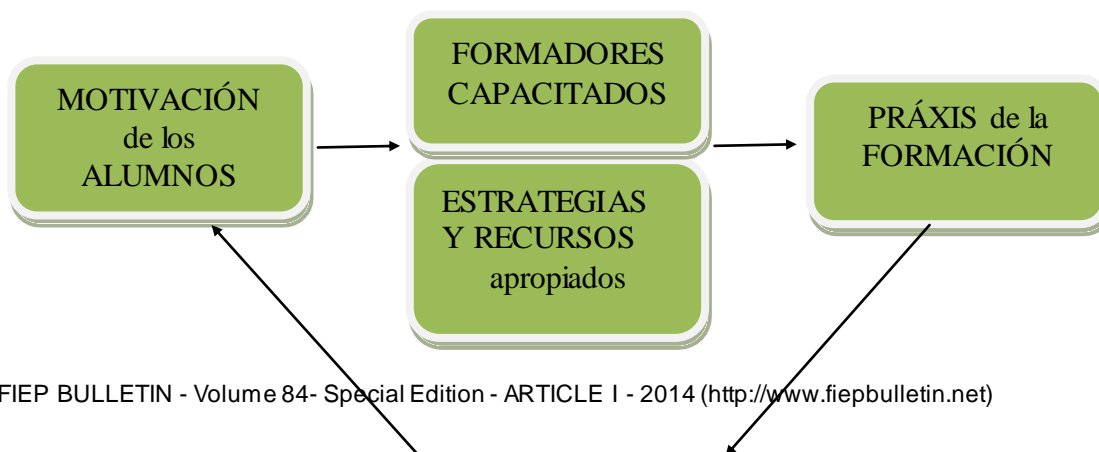 MOTIVACIÓN
de los
ALUMNOS
FORMADORES
CAPACITADOS
ESTRATEGIAS
Y RECURSOS
apropiados
PRÁXIS de la
FORMACIÓN
FIEP BULLETIN - Volume 84- Special Edition - ARTICLE I - 2014 (http://www.fiepbulletin.net)